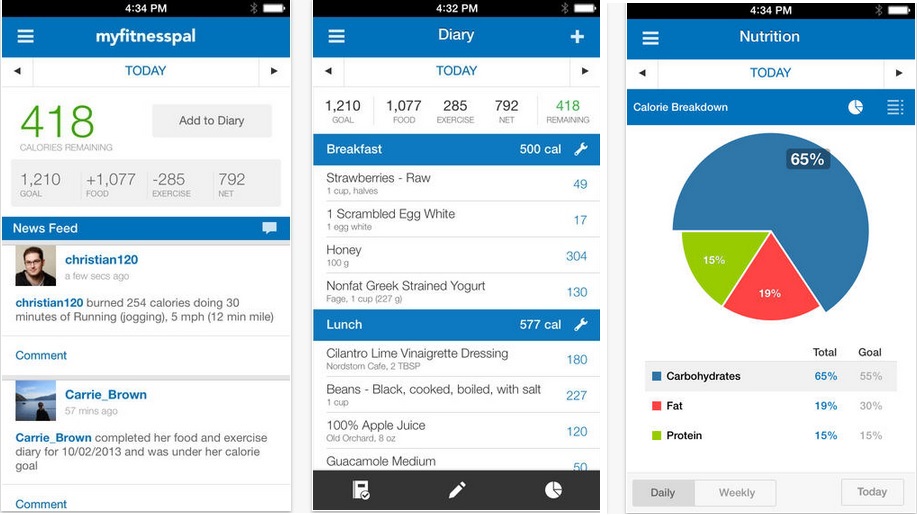 4:34 PM
myfitnesspal
TODAY
418
CALORIES REMAINING
Add to Diary
1,210
GOAL
+1,077
FOOD
-285
EXERCISE
792
NET
News Feed
christian120
a few secs ago
christian120 burned 254 calories doing 30
minutes of Running (jogging), 5 mph (12 min mile)
Comment
Carrie_Brown
57 mins ago
Carrie_Brown completed her food and exercise
diary for 10/02/2013 and was under her calorie
goal
Comment
4:32 PM
Diary
TODAY
1,210
GOAL
1,077
FOOD
285
EXERCISE
792
NET
418
REMAINING
Breakfast 500 cal
Strawberries - Raw
1 cup, halves
49
1 Scrambled Egg White
1 egg white
17
Honey
100 g
304
Nonfat Greek Strained Yogurt
Fage, 1 cup (227 g)
130
Lunch 577 cal
Cilantro Lime Vinaigrette Dressing
Nordstom Cafe, 2 TBSP
180
Beans - Black, cooked, boiled, with salt
1 cup
227
100% Apple Juice
Old Orchard, 8 oz
120
Guacamole Medium
50
4:34 PM
Nutrition
TODAY
Calorie Breakdown
65%
15%
19%
Total Goal
Carbohydrates 65% 55%
Fat 19% 30%
Protein 15% 15%
Daily
Weekly
Today